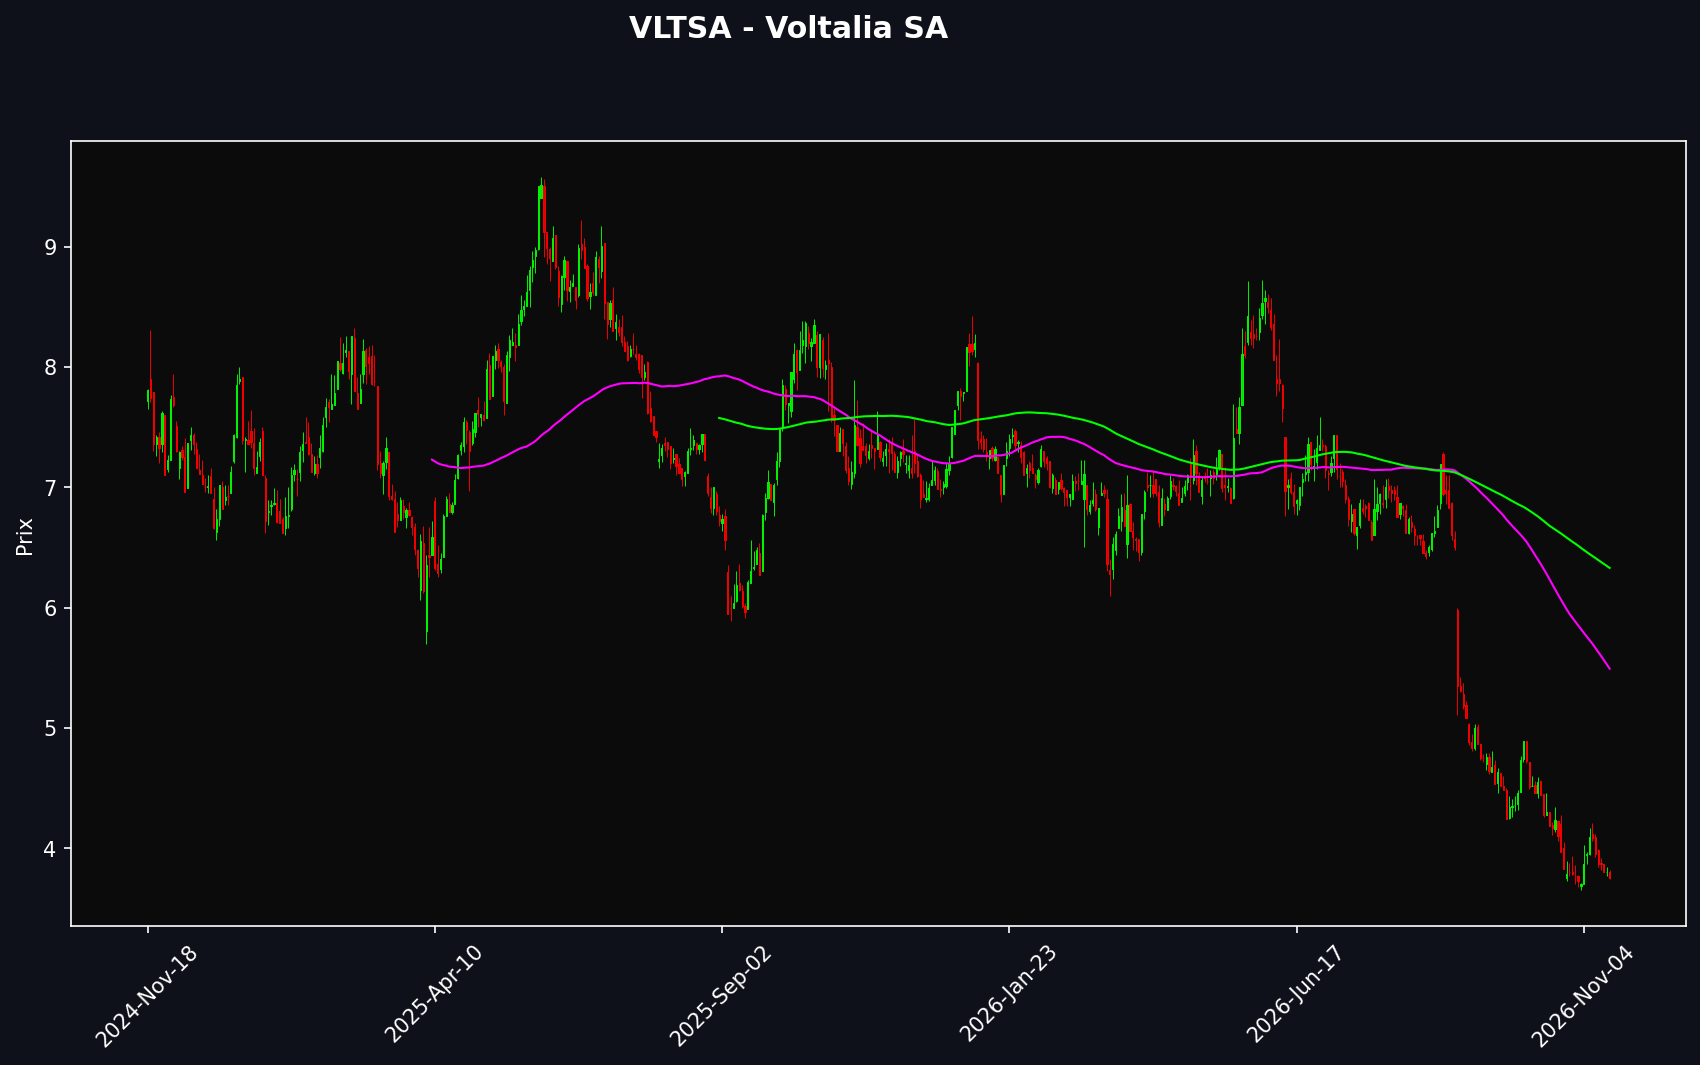 VLTSA - Voltalia SA
Prix
9
8
7
6
5
4
2024-Nov-18
2025-Apr-10
2025-Sep-02
2026-Jan-23
2026-Jun-17
2026-Nov-04